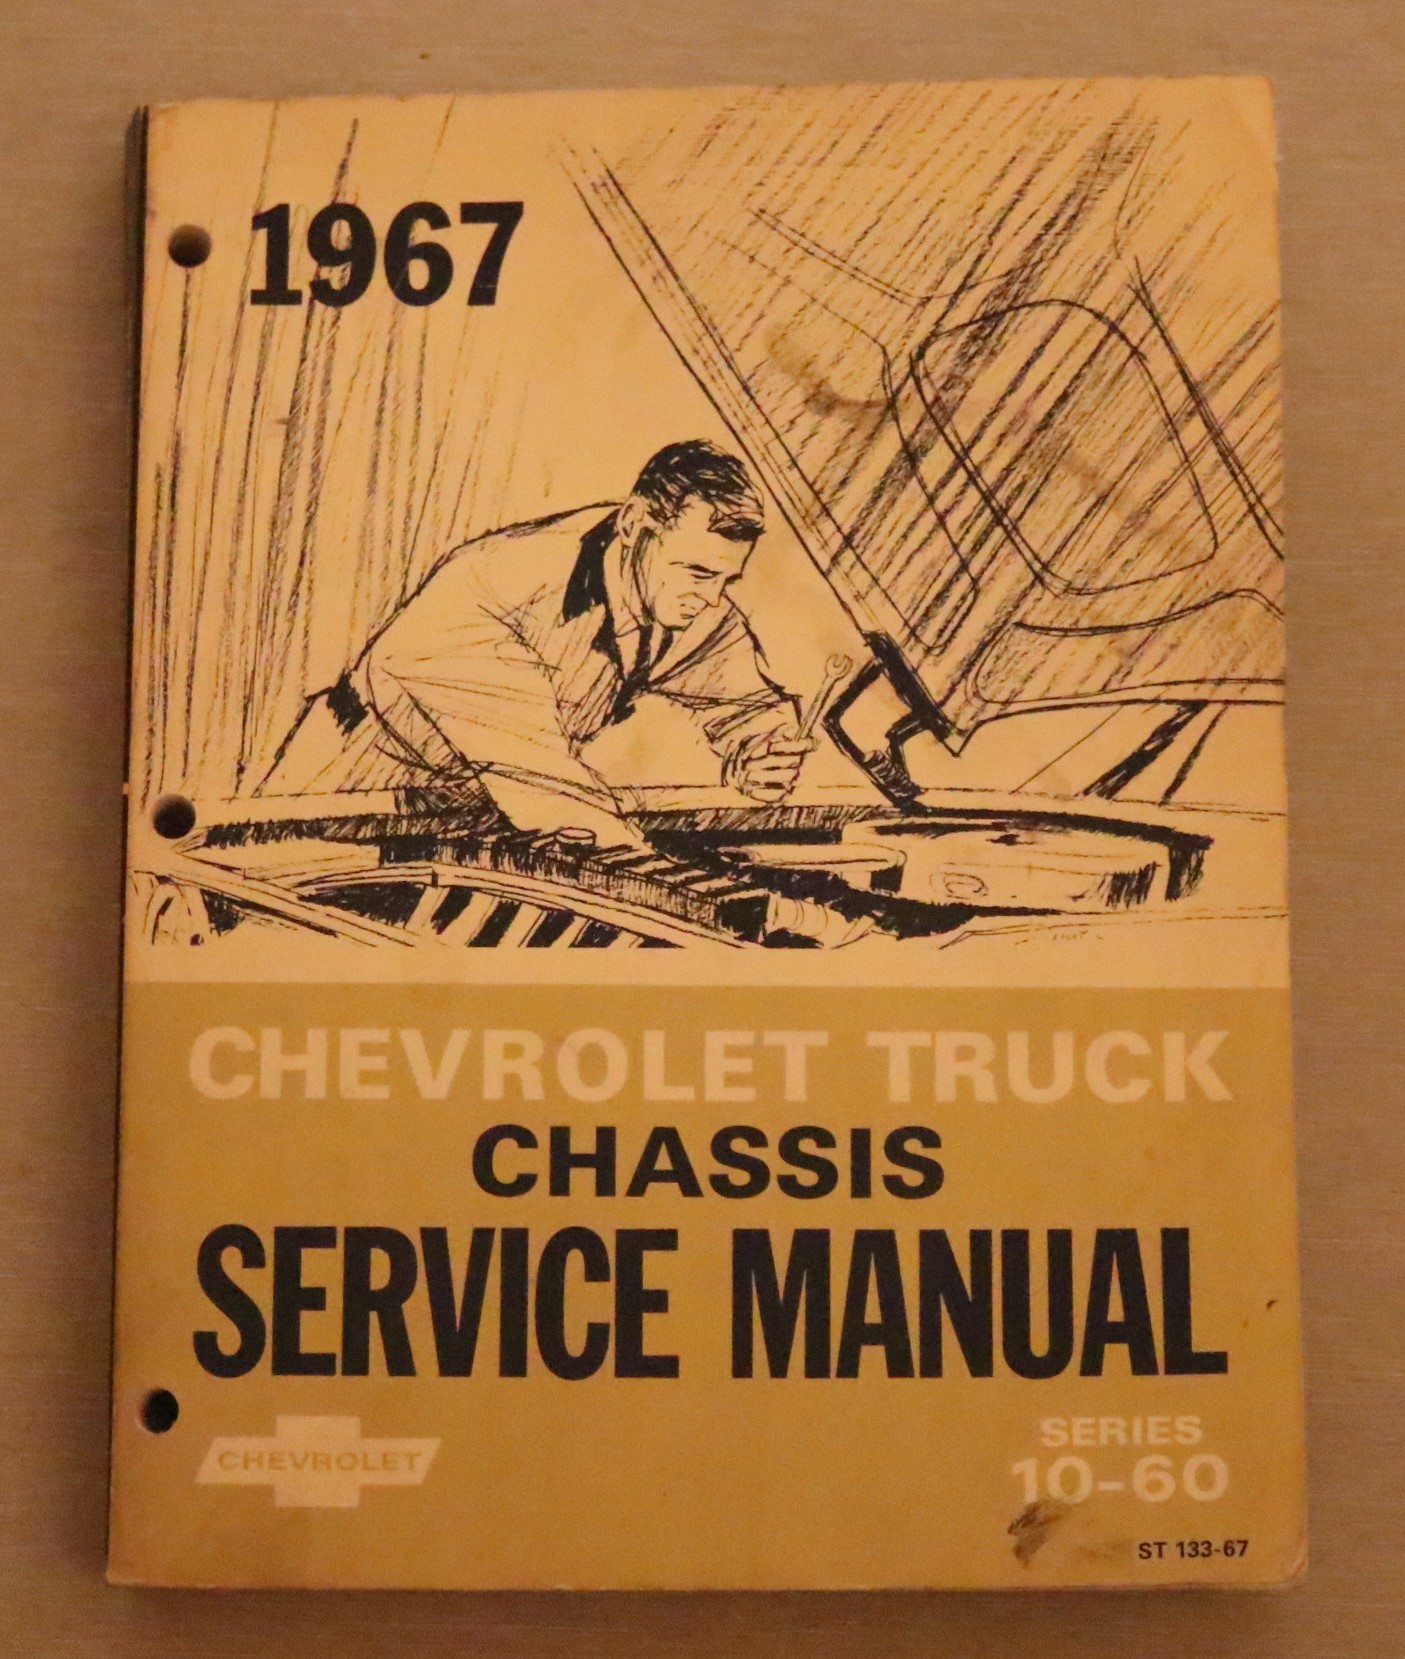 1967
CHEVROLET TRUCK
CHASSIS
SERVICE MANUAL
CHEVROLET
SERIES
10-60
ST 133-67